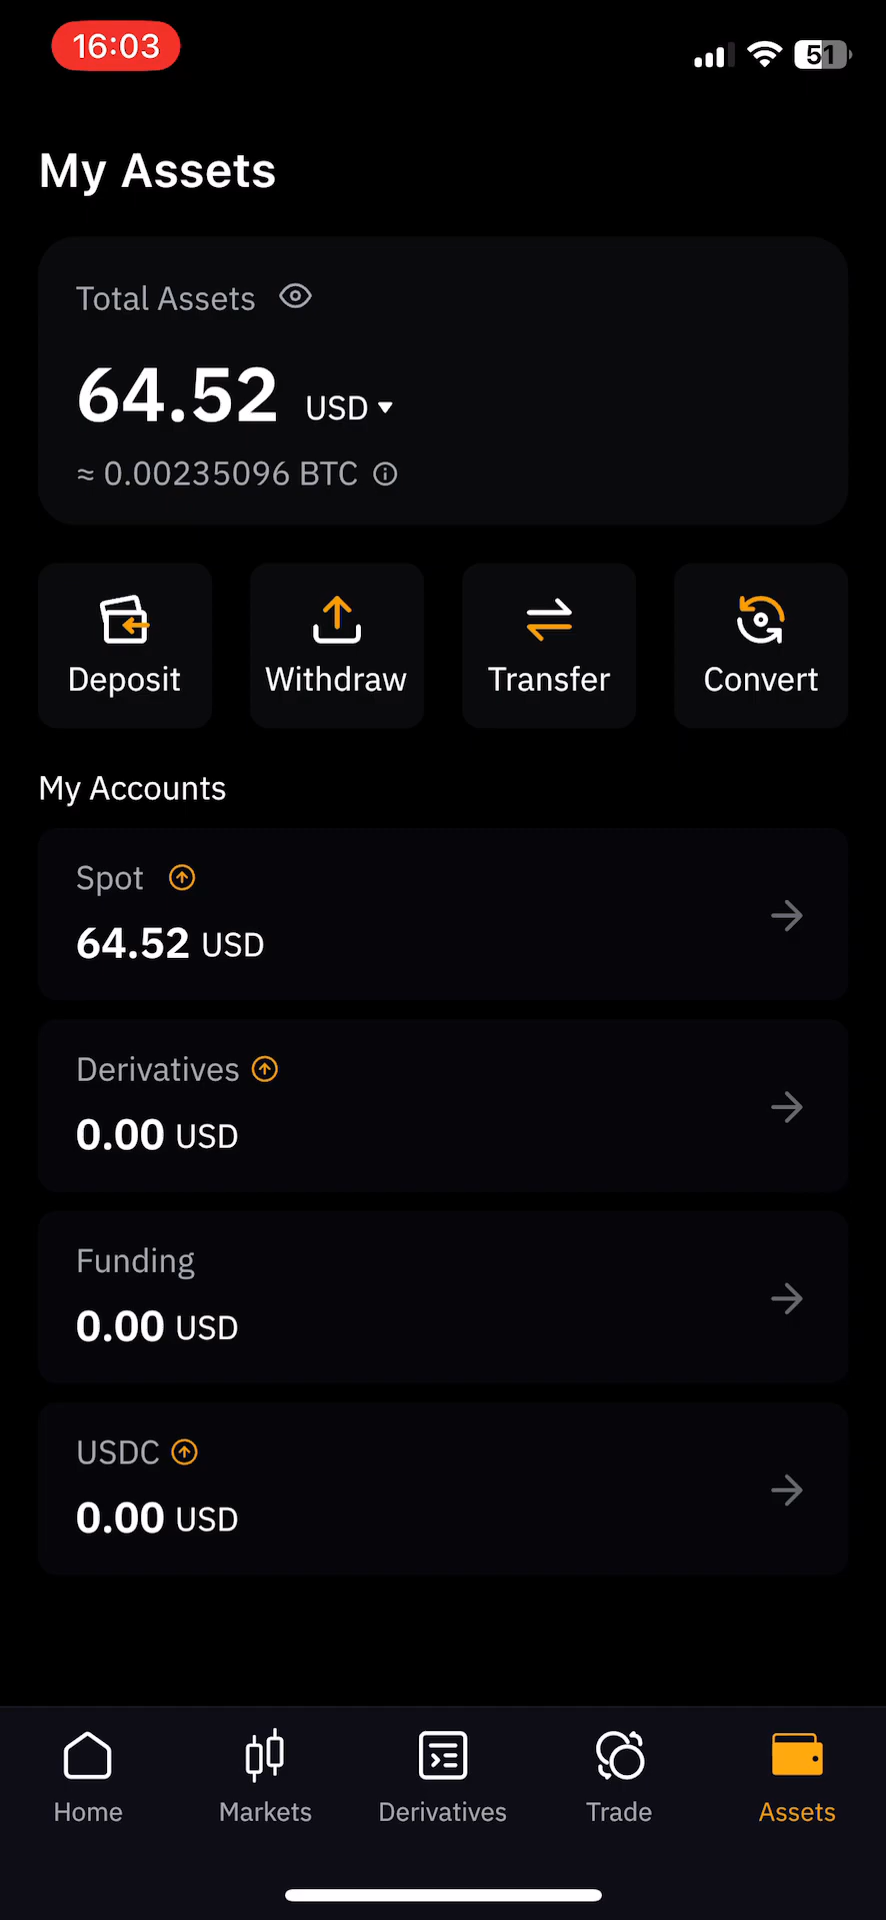 16:03
51
My Assets
Total Assets
64.52 USD
≈ 0.00235096 BTC
Deposit
Withdraw
Transfer
Convert
My Accounts
Spot
64.52 USD
Derivatives
0.00 USD
Funding
0.00 USD
USDC
0.00 USD
Home
Markets
Derivatives
Trade
Assets